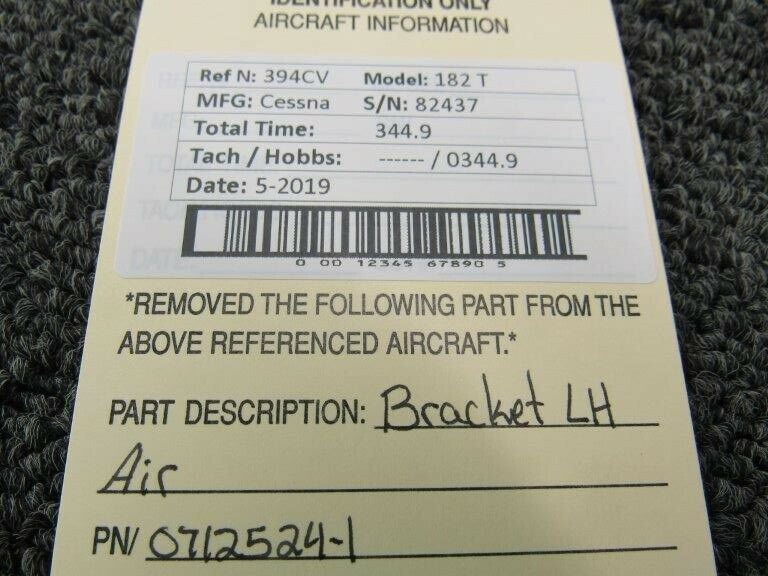 IDENTIFICATION ONLY
AIRCRAFT INFORMATION
Ref N: 394CV Model: 182 T
MFG: Cessna S/N: 82437
Total Time: 344.9
Tach / Hobbs: ------ / 0344.9
Date: 5-2019
0 00 12345 67890 5
*REMOVED THE FOLLOWING PART FROM THE
ABOVE REFERENCED AIRCRAFT.*
PART DESCRIPTION: Bracket LH
Air
PN/ 0712524-1